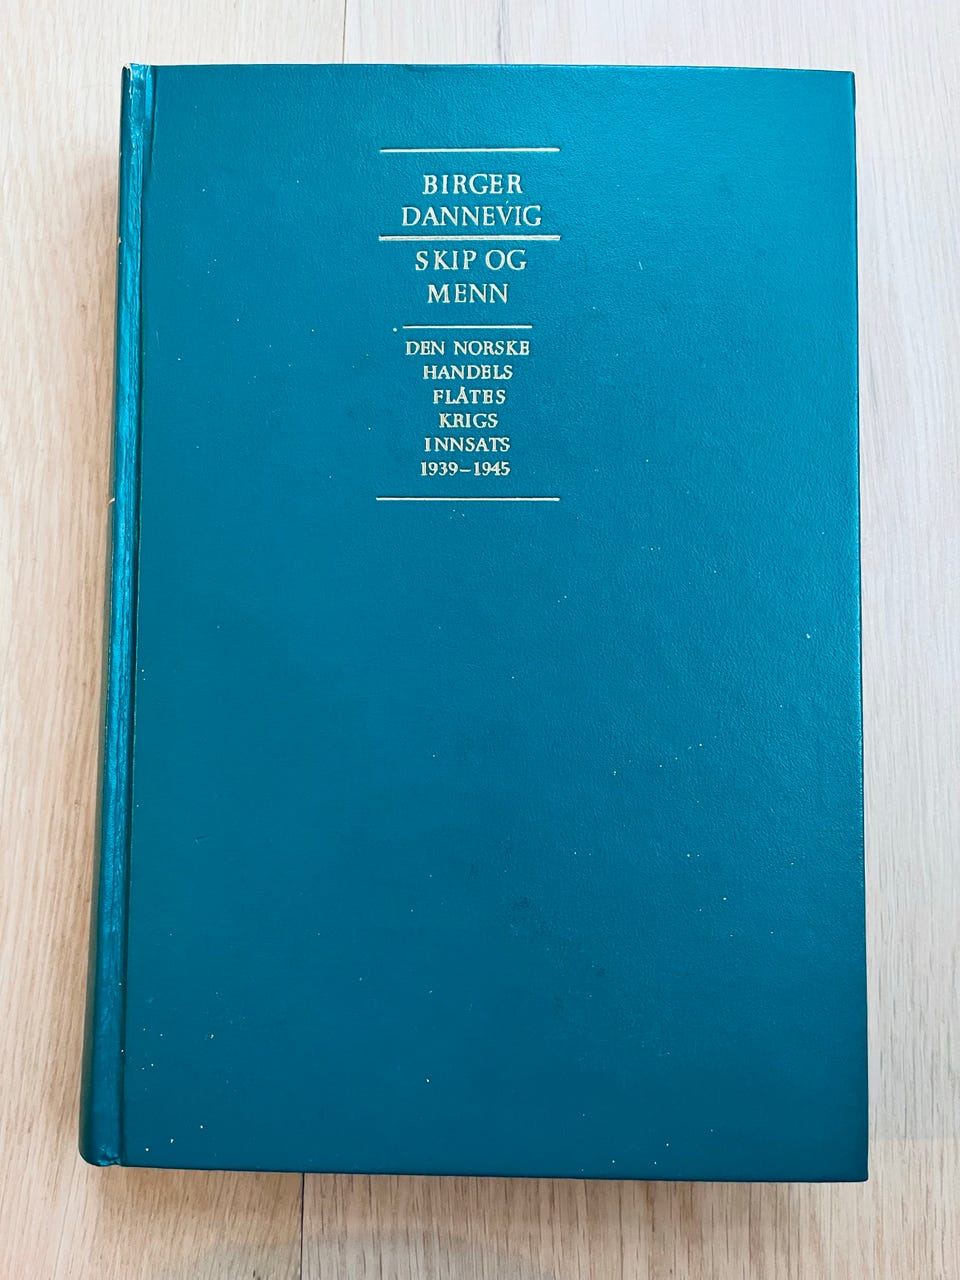 BIRGER
DANNEVIG
SKIP OG
MENN
DEN NORSKE
HANDELS
FLÅTES
KRIGS
INNSATS
1939–1945